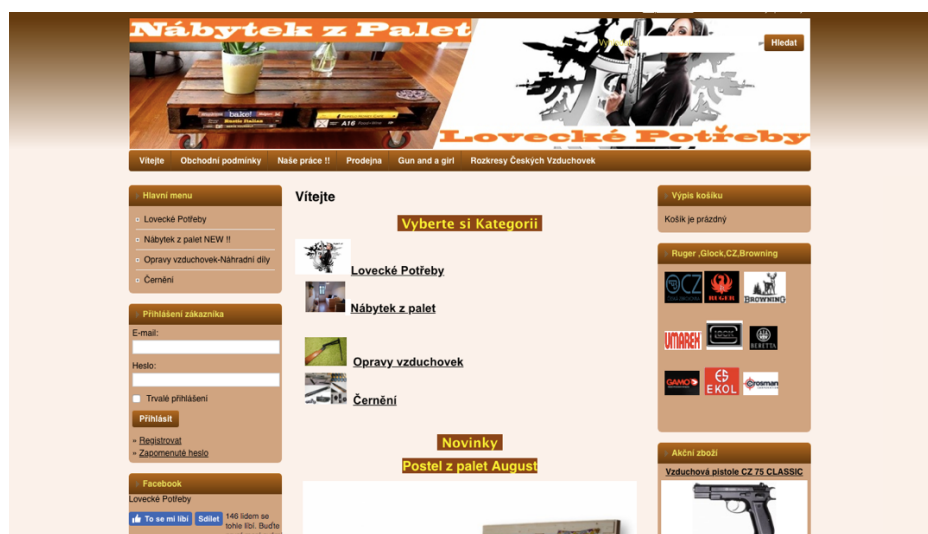 Nábytek z Palet
Lovecké Potřeby
Hledat
Vítejte
Obchodní podmínky
Naše práce !!
Prodejna
Gun and a girl
Rozkresy Českých Vzduchovek
Hlavní menu
Lovecké Potřeby
Nábytek z palet NEW !!
Opravy vzduchovek-Náhradní díly
Černění
Přihlášení zákazníka
E-mail:
Heslo:
Trvalé přihlášení
Přihlásit
» Registrovat
» Zapomenuté heslo
Facebook
Lovecké Potřeby
To se mi líbí
Sdílet
146 lidem se
tohle líbí. Buďte
Vítejte
Vyberte si Kategorii
Lovecké Potřeby
Nábytek z palet
Opravy vzduchovek
Černění
Novinky
Postel z palet August
Výpis košíku
Košík je prázdný
Ruger ,Glock,CZ,Browning
CZ
RUGER
BROWNING
UMAREX
BERETTA
GAMO
EKOL
crosman
Akční zboží
Vzduchová pistole CZ 75 CLASSIC